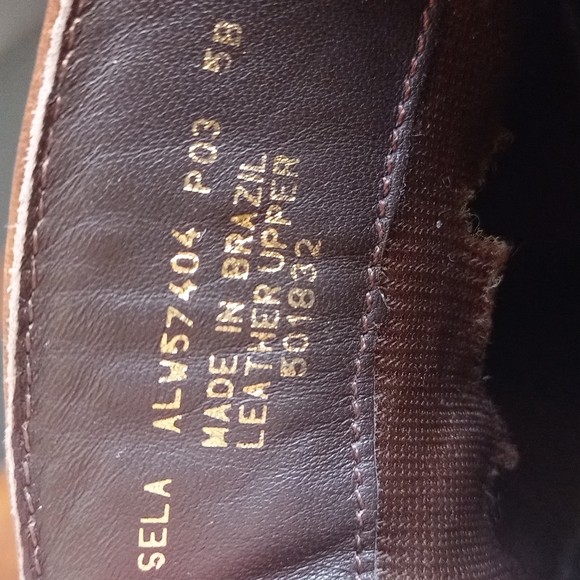 SELA ALW57404 P03 5B
MADE IN BRAZIL
LEATHER UPPER
501832